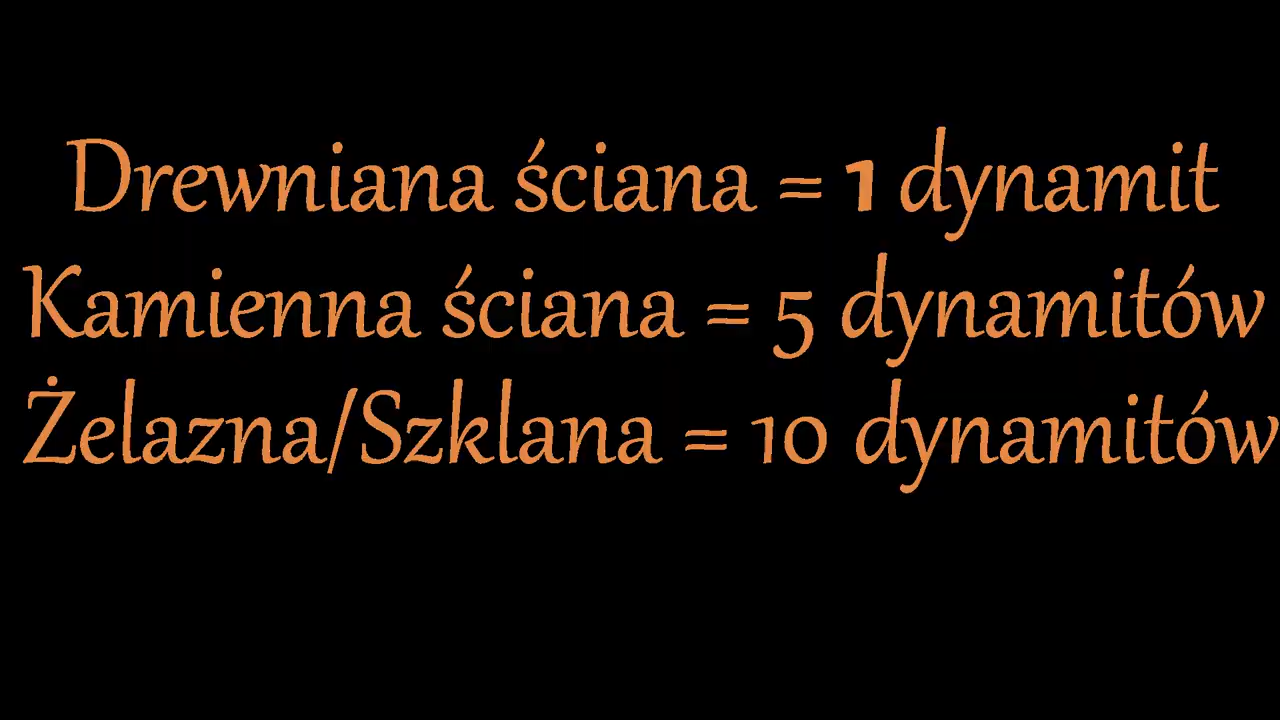 Drewniana ściana = 1 dynamit
Kamienna ściana = 5 dynamitów
Żelazna/Szklana = 10 dynamitów